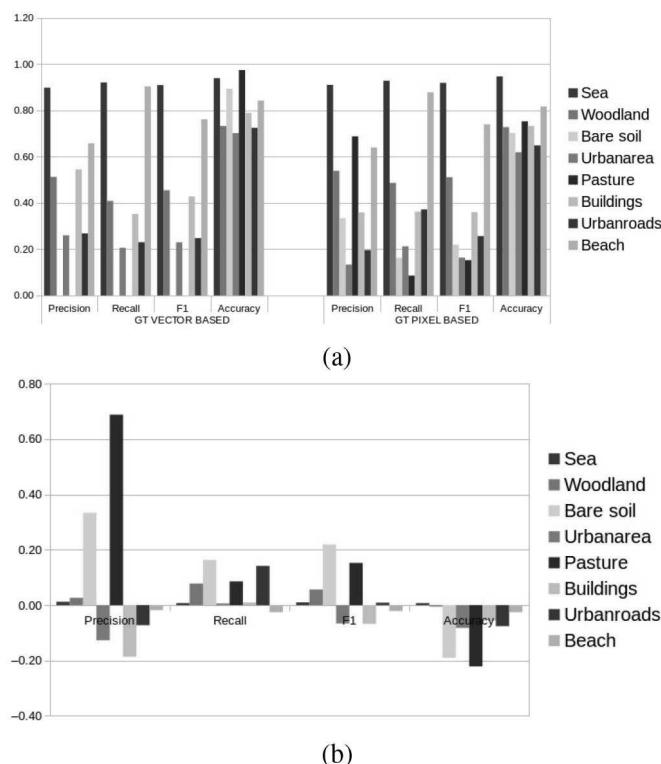 1.20
1.00
0.80
0.60
0.40
0.20
0.00
Precision Recall F1 Accuracy Precision Recall F1 Accuracy
GT VECTOR BASED GT PIXEL BASED
Sea
Woodland
Bare soil
Urbanarea
Pasture
Buildings
Urbanroads
Beach
(a)
0.80
0.60
0.40
0.20
0.00
−0.20
−0.40
Precision Recall F1 Accuracy
Sea
Woodland
Bare soil
Urbanarea
Pasture
Buildings
Urbanroads
Beach
(b)